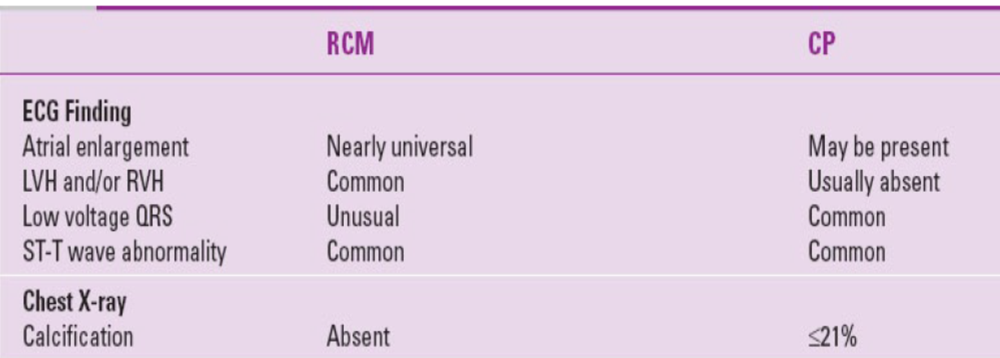 RCM CP
ECG Finding
Atrial enlargement Nearly universal May be present
LVH and/or RVH Common Usually absent
Low voltage QRS Unusual Common
ST-T wave abnormality Common Common
Chest X-ray
Calcification Absent ≤21%